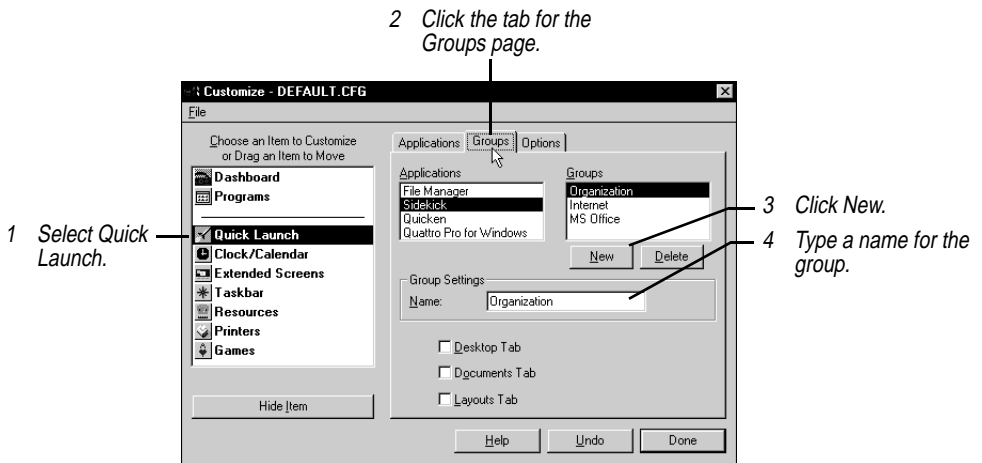 2 Click the tab for the
Groups page.
Customize - DEFAULT.CFG
File
Choose an Item to Customize
or Drag an Item to Move
Dashboard
Programs
Quick Launch
Clock/Calendar
Extended Screens
Taskbar
Resources
Printers
Games
Hide Item
Applications Groups Options
Applications
File Manager
Sidekick
Quicken
Quattro Pro for Windows
Groups
Organization
Internet
MS Office
New Delete
Group Settings
Name: Organization
Desktop Tab
Documents Tab
Layouts Tab
Help Undo Done
1 Select Quick
Launch.
3 Click New.
4 Type a name for the
group.